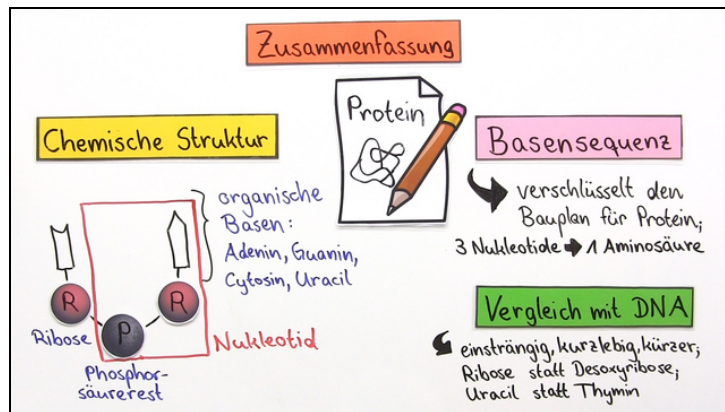 Zusammenfassung
Protein
Chemische Struktur
organische
Basen:
Adenin, Guanin,
Cytosin, Uracil
R
R
P
Ribose
Nukleotid
Phosphor-
säurerest
Basensequenz
verschlüsselt den
Bauplan für Protein;
3 Nukleotide → 1 Aminosäure
Vergleich mit DNA
einsträngig, kurzlebig, kürzer;
Ribose statt Desoxyribose;
Uracil statt Thymin